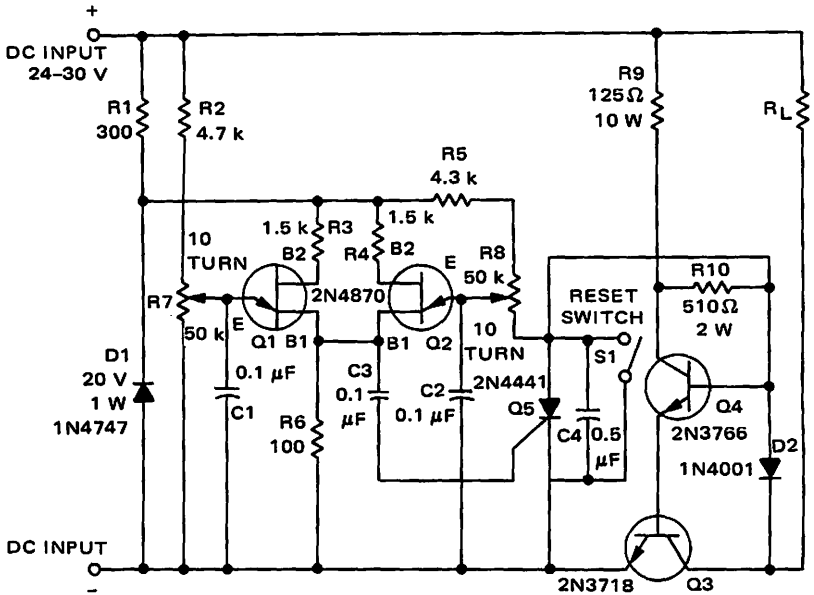 +
DC INPUT
24–30 V
R1
300
R2
4.7 k
R9
125Ω
10 W
RL
R5
4.3 k
1.5 k
R3
B2
R4
1.5 k
B2
E
R8
50 k
10
TURN
R7
50 k
E
Q1
B1
2N4870
B1
Q2
10
TURN
RESET
SWITCH
S1
R10
510Ω
2 W
D1
20 V
1 W
1N4747
0.1 µF
C1
R6
100
C3
0.1
µF
C2
0.1 µF
2N4441
Q5
C4
0.5
µF
Q4
2N3766
D2
1N4001
DC INPUT
–
2N3718
Q3